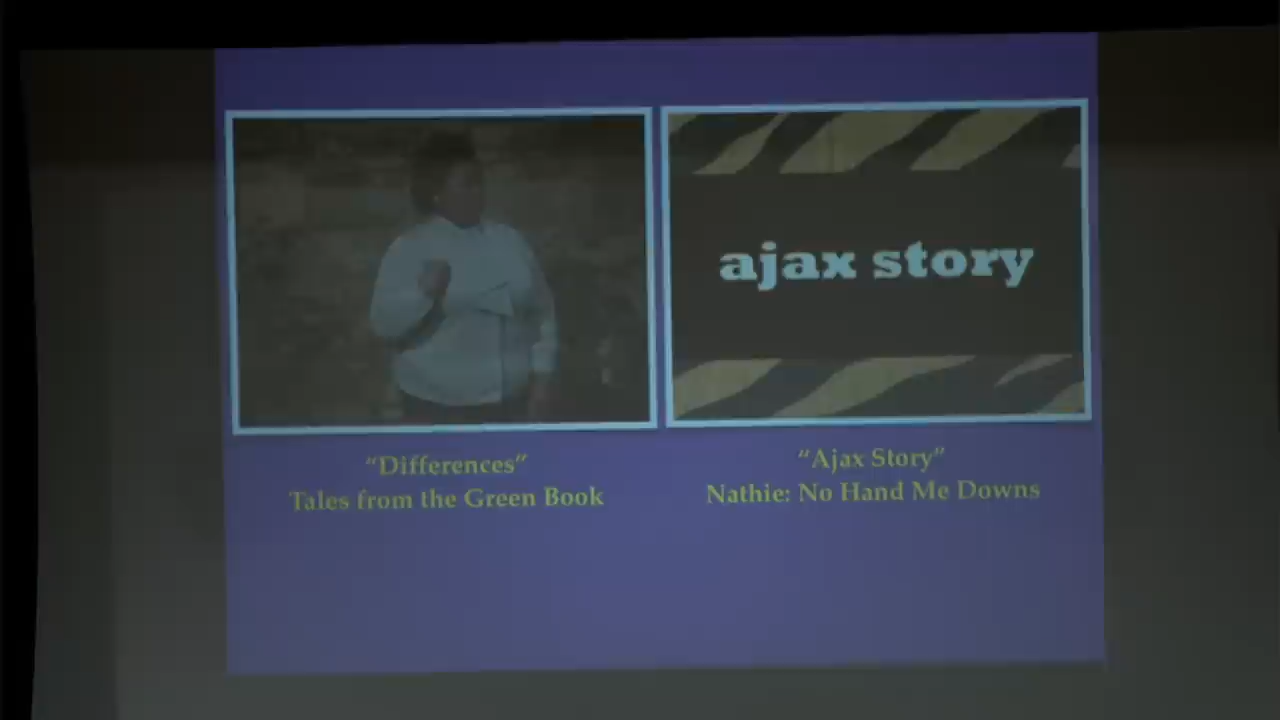 ajax story
“Differences”
Tales from the Green Book
“Ajax Story”
Nathie: No Hand Me Downs